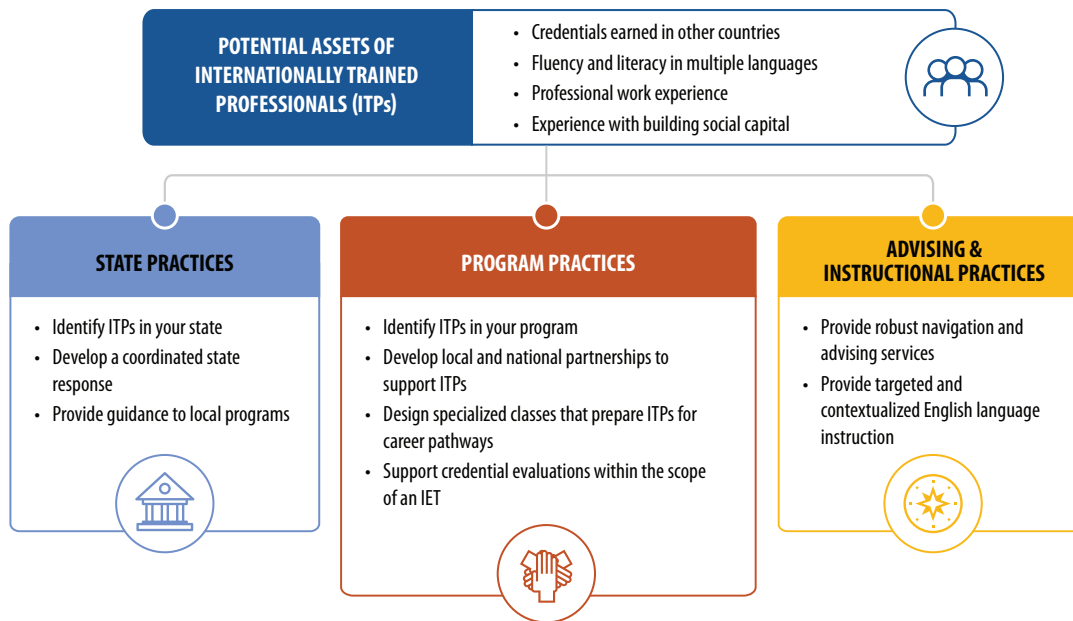 POTENTIAL ASSETS OF
INTERNATIONALLY TRAINED
PROFESSIONALS (ITPs)
• Credentials earned in other countries
• Fluency and literacy in multiple languages
• Professional work experience
• Experience with building social capital
STATE PRACTICES
• Identify ITPs in your state
• Develop a coordinated state
response
• Provide guidance to local programs
PROGRAM PRACTICES
• Identify ITPs in your program
• Develop local and national partnerships to
support ITPs
• Design specialized classes that prepare ITPs for
career pathways
• Support credential evaluations within the scope
of an IET
ADVISING &
INSTRUCTIONAL PRACTICES
• Provide robust navigation and
advising services
• Provide targeted and
contextualized English language
instruction